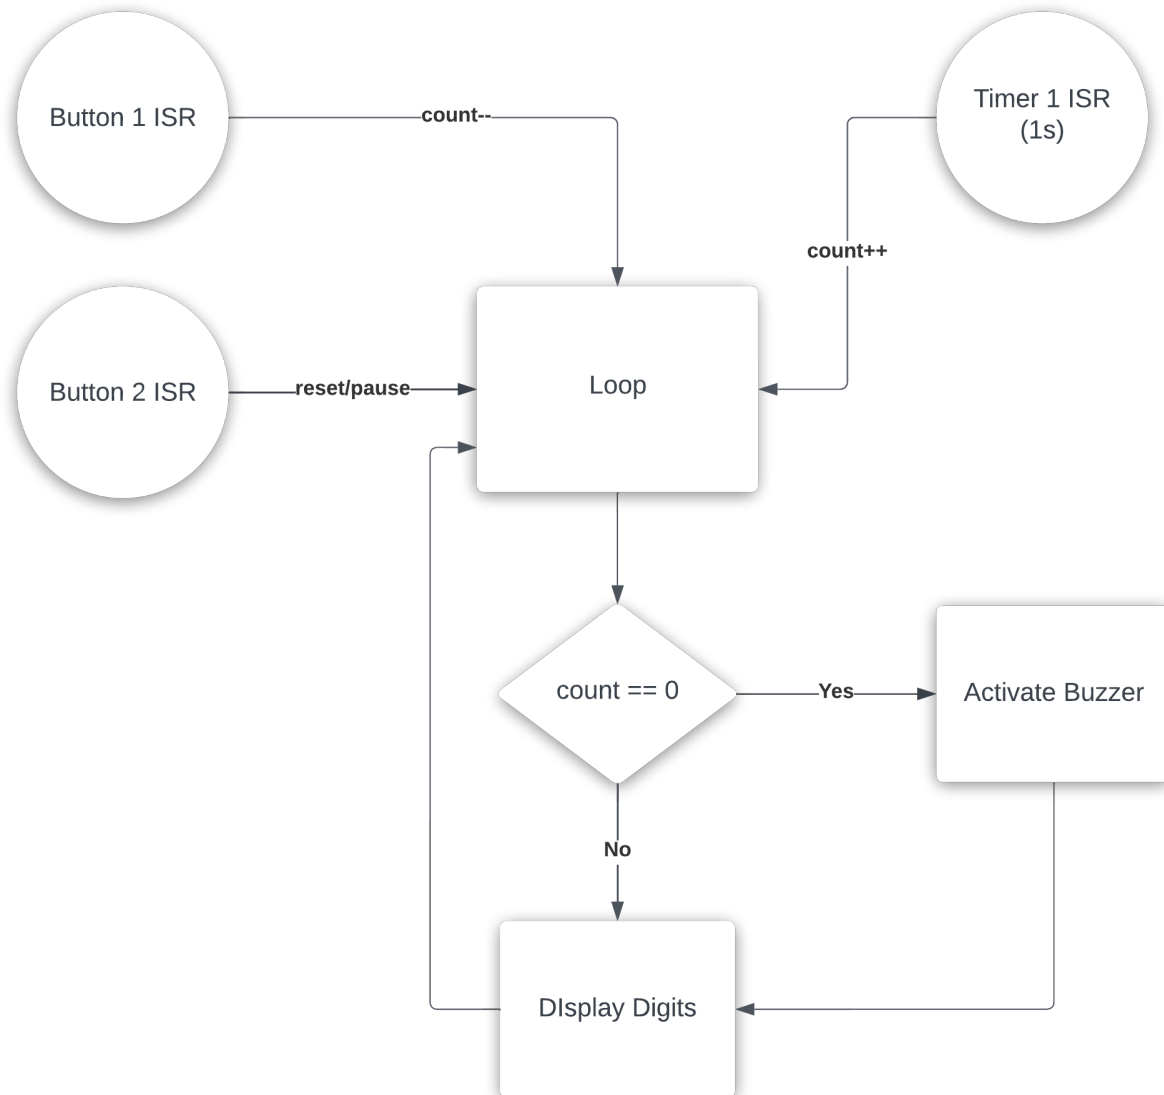 Button 1 ISR
count--
Timer 1 ISR
(1s)
count++
Button 2 ISR
reset/pause
Loop
count == 0
Yes
Activate Buzzer
No
DIsplay Digits